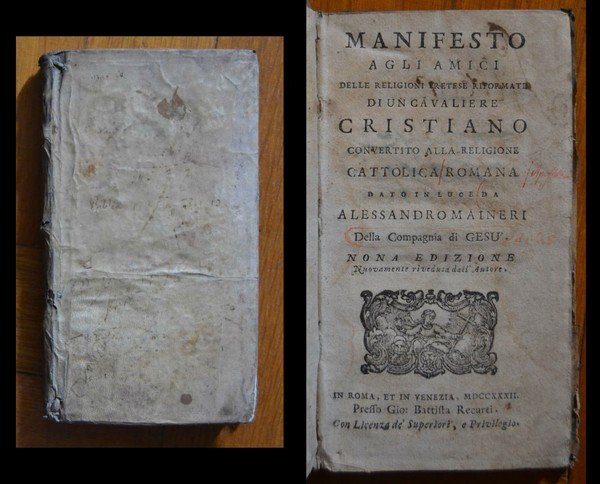 MANIFESTO
AGLI AMICI
DELLE RELIGIONI PRETESE RIFORMATE
DI UN CAVALIERE
CRISTIANO
CONVERTITO ALLA RELIGIONE
CATTOLICA ROMANA
DATO IN LUCE DA
ALESSANDRO MAINERI
Della Compagnia di GESU'.
NONA EDIZIONE
Nuovamente riveduta dall' Autore.
IN ROMA, ET IN VENEZIA, MDCCXXXII.
Presso Gio: Battista Recurti.
Con Licenza de' Superiori, e Privilegio.